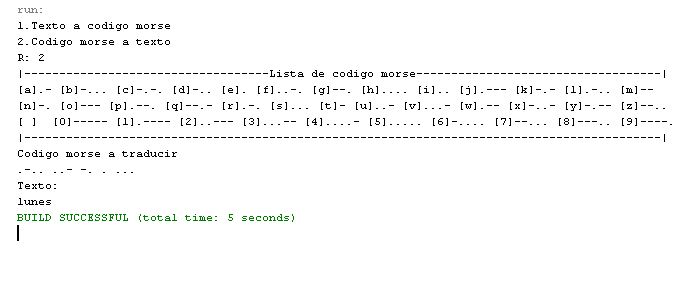 run:
1.Texto a codigo morse
2.Codigo morse a texto
R: 2
|-----------------------------------Lista de codigo morse-----------------------------------|
[a].- [b]-... [c]-.-. [d]-.. [e]. [f]..-. [g]--. [h].... [i].. [j].--- [k]-.- [l].-.. [m]--
[n]-. [o]--- [p].--. [q]--.- [r].-. [s]... [t]- [u]..- [v]...- [w].-- [x]-..- [y]-.-- [z]--..
[ ]  [0]----- [1].---- [2]..--- [3]...-- [4]....- [5]..... [6]-.... [7]--... [8]---.. [9]----.
|-------------------------------------------------------------------------------------------|
Codigo morse a traducir
.-.. ..- -. . ...
Texto:
lunes
BUILD SUCCESSFUL (total time: 5 seconds)